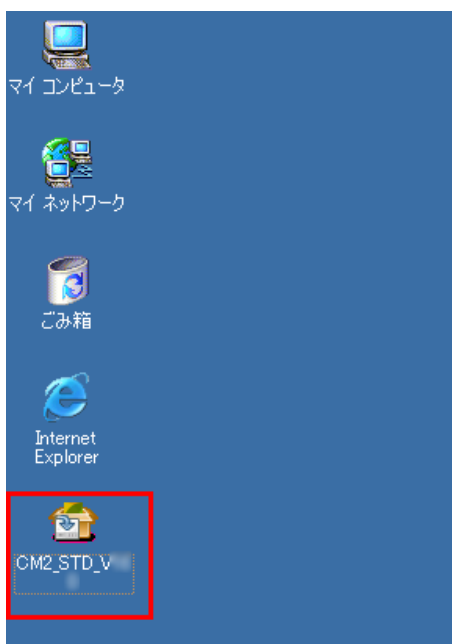 マイ コンピュータ
マイ ネットワーク
ごみ箱
Internet
Explorer
CM2_STD_V